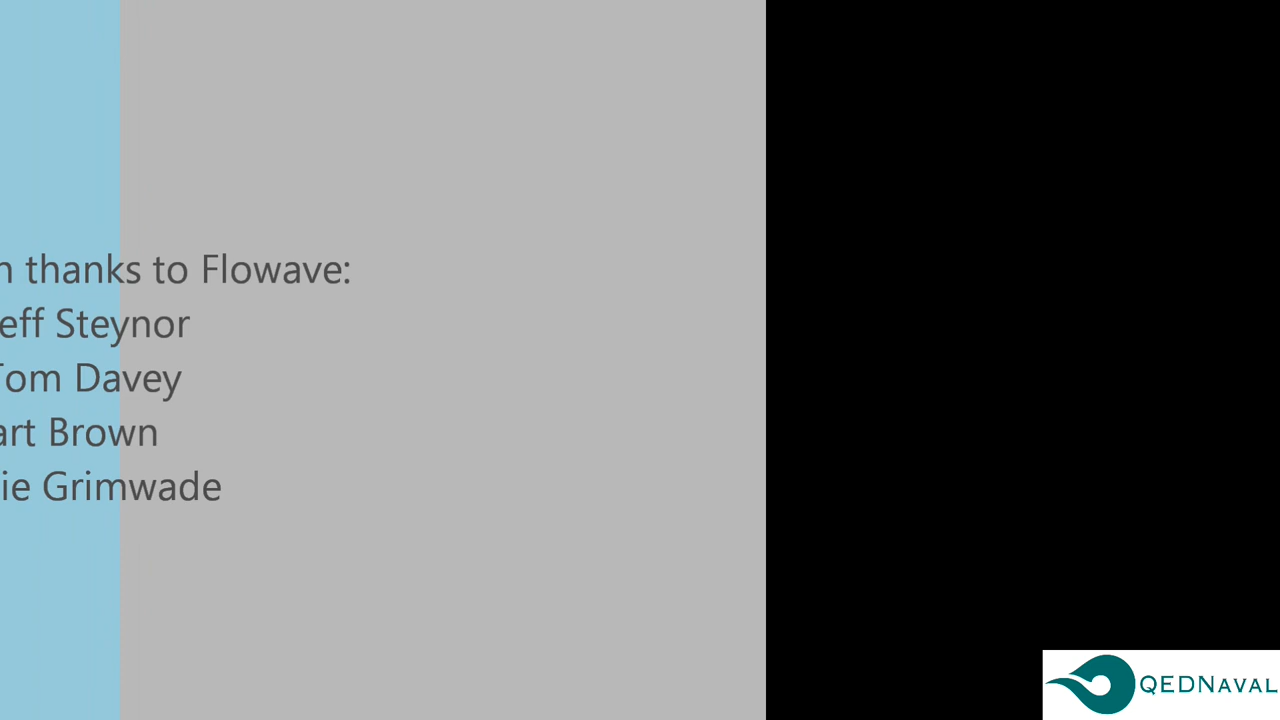 n thanks to Flowave:
eff Steynor
Tom Davey
art Brown
ie Grimwade
QEDNAVAL